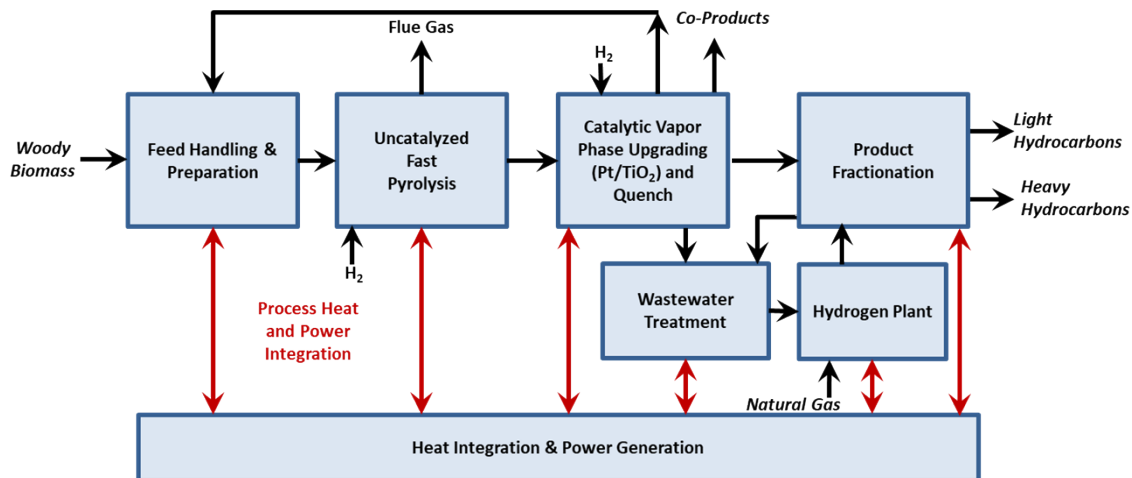 Co-Products
Flue Gas
H₂
Woody
Biomass
Feed Handling &
Preparation
Uncatalyzed
Fast
Pyrolysis
Catalytic Vapor
Phase Upgrading
(Pt/TiO₂) and
Quench
Product
Fractionation
Light
Hydrocarbons
Heavy
Hydrocarbons
H₂
Process Heat
and Power
Integration
Wastewater
Treatment
Hydrogen Plant
Natural Gas
Heat Integration & Power Generation